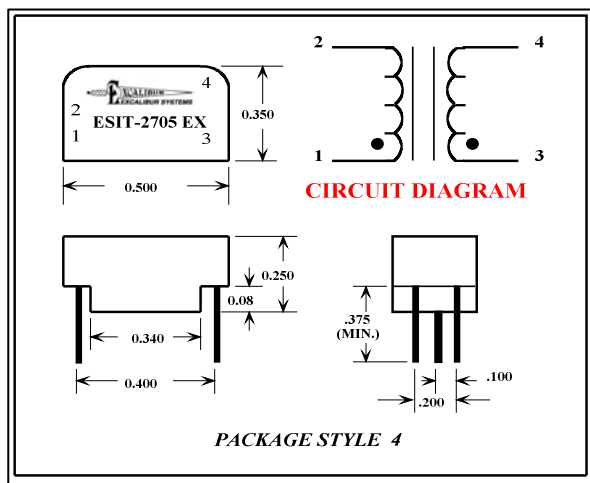 EXCALIBUR
EXCALIBUR SYSTEMS
ESIT-2705 EX
2
1
4
3
0.350
0.500
2
4
1
3
CIRCUIT DIAGRAM
0.250
0.08
0.340
0.400
.375
(MIN.)
.100
.200
PACKAGE STYLE 4